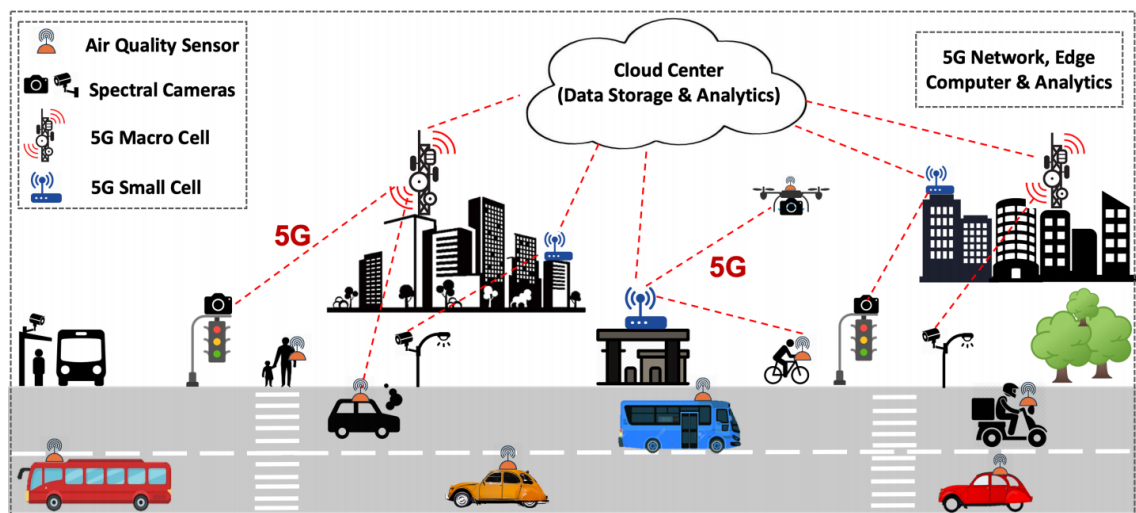 Air Quality Sensor
Spectral Cameras
5G Macro Cell
5G Small Cell
Cloud Center
(Data Storage & Analytics)
5G Network, Edge
Computer & Analytics
5G
5G